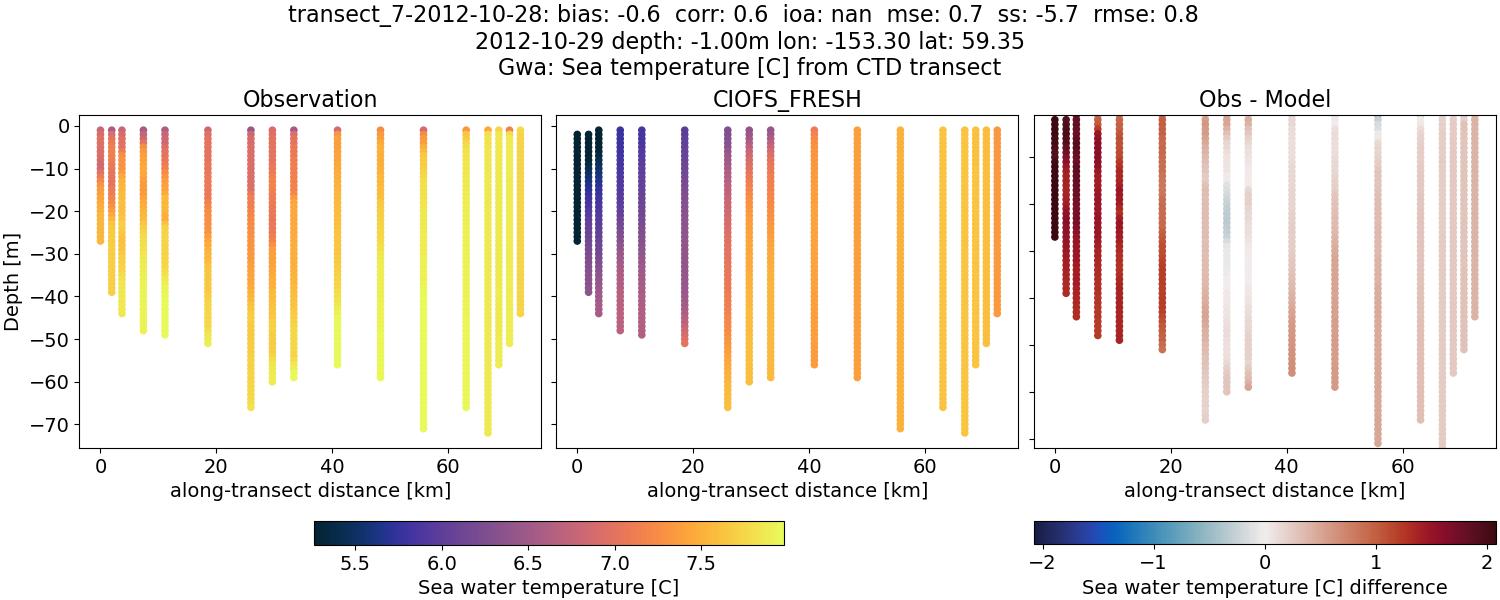 transect_7-2012-10-28: bias: -0.6  corr: 0.6  ioa: nan  mse: 0.7  ss: -5.7  rmse: 0.8
2012-10-29 depth: -1.00m lon: -153.30 lat: 59.35
Gwa: Sea temperature [C] from CTD transect
Observation
CIOFS_FRESH
Obs - Model
Depth [m]
0
−10
−20
−30
−40
−50
−60
−70
0 20 40 60
0 20 40 60
0 20 40 60
along-transect distance [km]
along-transect distance [km]
along-transect distance [km]
5.5 6.0 6.5 7.0 7.5
Sea water temperature [C]
−2 −1 0 1 2
Sea water temperature [C] difference